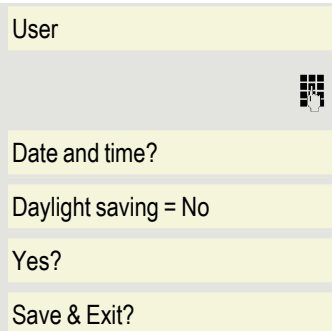 User
Date and time?
Daylight saving = No
Yes?
Save & Exit?